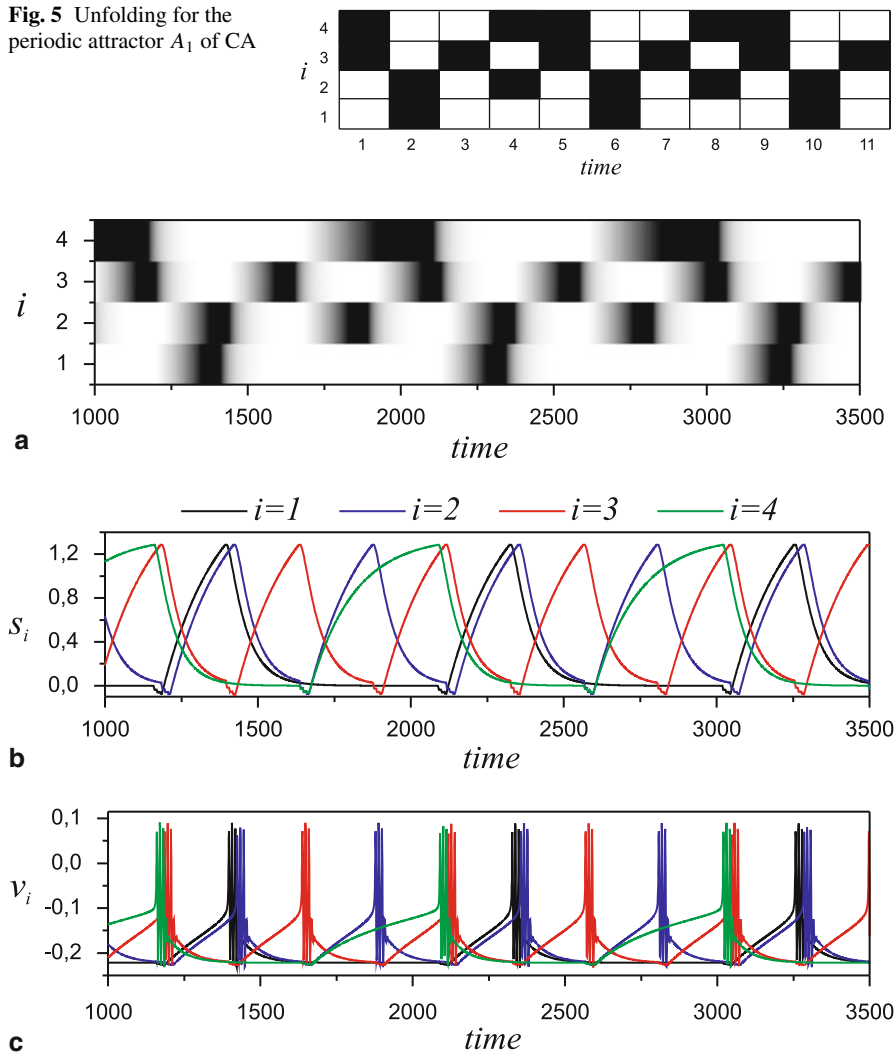 Fig. 5 Unfolding for the
periodic attractor A₁ of CA
4
3
i
2
1
1 2 3 4 5 6 7 8 9 10 11
time
4
3
i
2
1
1000 1500 2000 2500 3000 3500
a
time
i=1 i=2 i=3 i=4
1,2
0,8
sᵢ
0,4
0,0
1000 1500 2000 2500 3000 3500
b
time
0,1
0,0
vᵢ
-0,1
-0,2
1000 1500 2000 2500 3000 3500
c
time